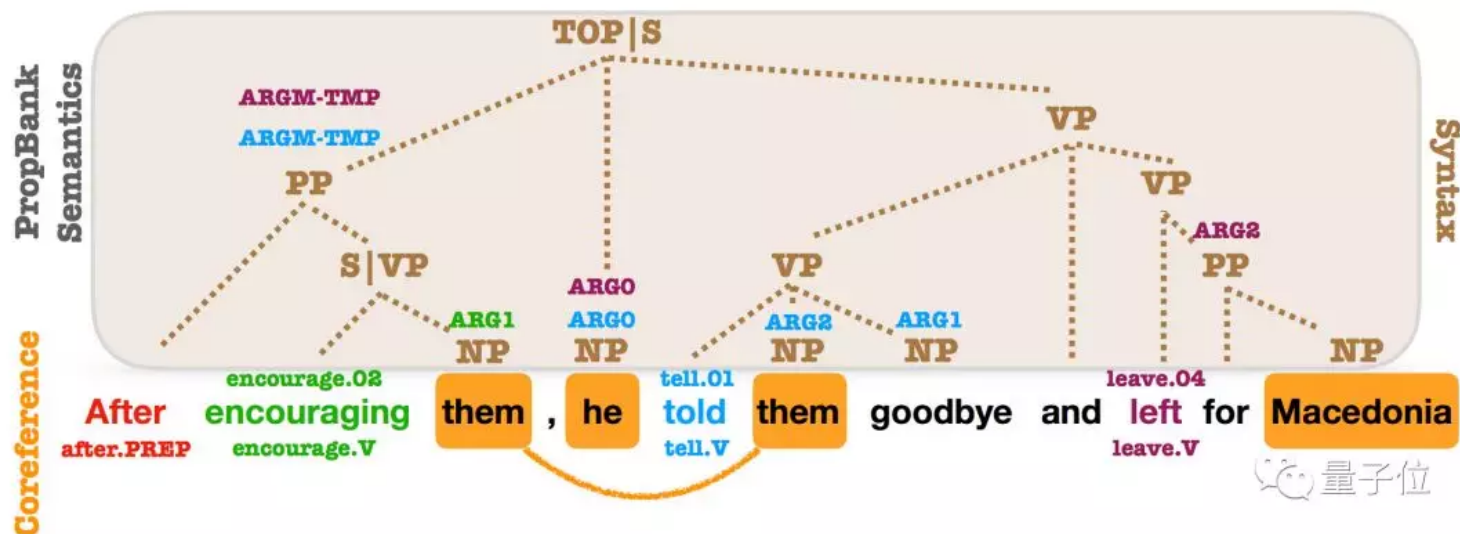 TOP|S
PropBank
Semantics
Syntax
ARGM-TMP
ARGM-TMP
VP
PP
VP
ARG2
S|VP
VP
PP
ARG0
ARG1
ARG0
ARG2
ARG1
NP
NP
NP
NP
NP
Coreference
encourage.02
tell.01
leave.04
After encouraging them , he told them goodbye and left for Macedonia
after.PREP
encourage.V
tell.V
leave.V
量子位